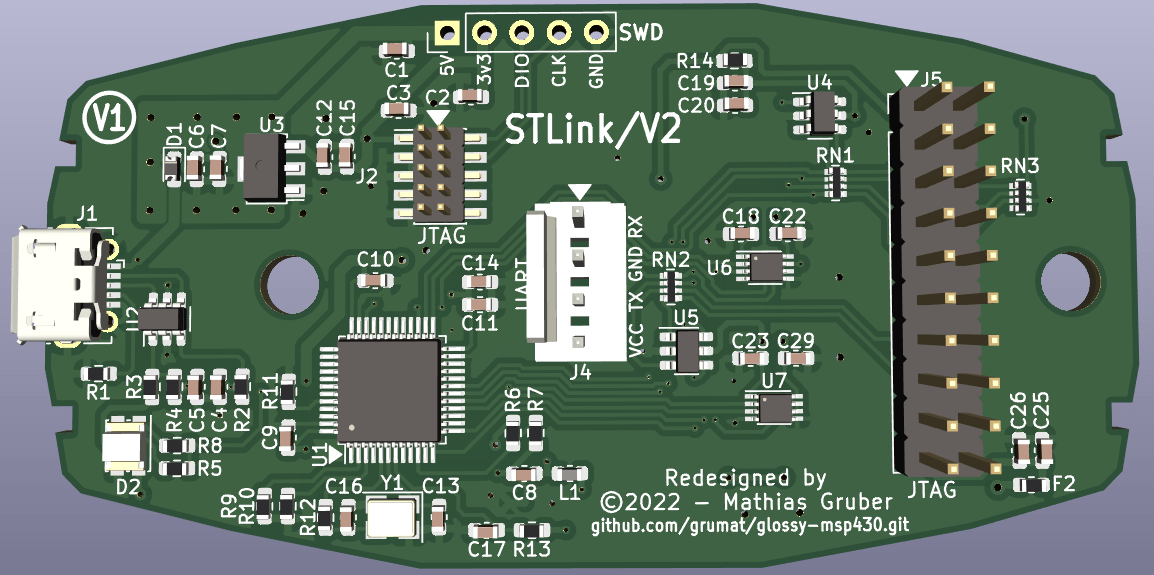 SWD
5V
3v3
DIO
CLK
GND
C1
C3
C2
R14
C19
C20
U4
J5
V1
D1
C6
C7
U3
C12
C15
STLink/V2
J2
RN1
RN3
J1
JTAG
C18
C22
C10
C14
C11
UART
VCC TX GND RX
RN2
U6
U2
U5
C23
C29
J4
U7
R1
R3
R4
C5
C4
R2
R11
R6
R7
C9
U1
R8
R5
D2
C26
C25
C8
L1
Redesigned by
©2022 - Mathias Gruber
github.com/grumat/glossy-msp430.git
JTAG
F2
R9
R10
R12
C16
Y1
C13
C17
R13